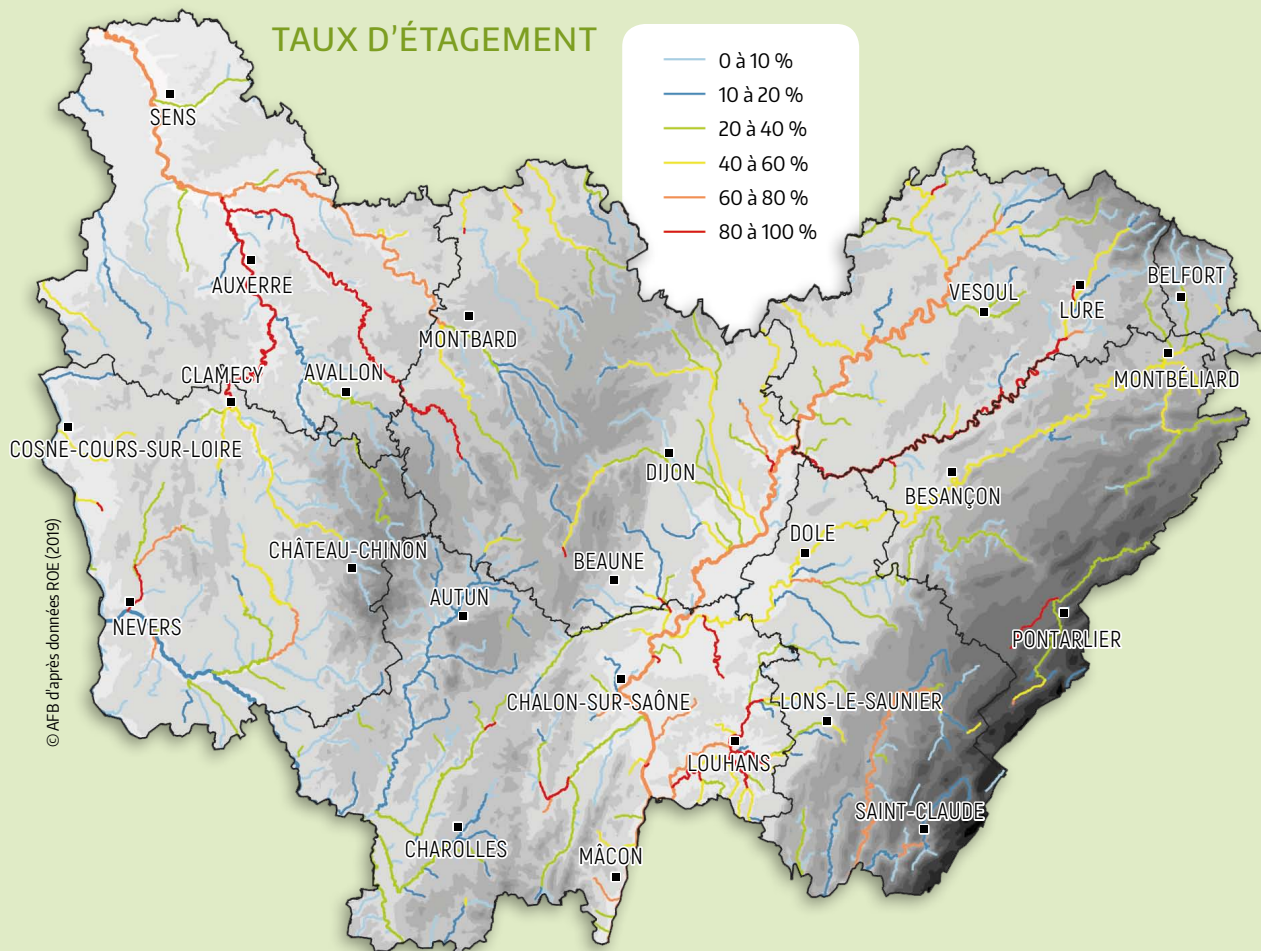 TAUX D'ÉTAGEMENT
0 à 10 %
10 à 20 %
20 à 40 %
40 à 60 %
60 à 80 %
80 à 100 %
SENS
AUXERRE
MONTBARD
CLAMECY
AVALLON
COSNE-COURS-SUR-LOIRE
VESOUL
LURE
BELFORT
MONTBÉLIARD
DIJON
BESANÇON
DOLE
BEAUNE
CHÂTEAU-CHINON
AUTUN
NEVERS
PONTARLIER
CHALON-SUR-SAÔNE
LONS-LE-SAUNIER
LOUHANS
SAINT-CLAUDE
CHAROLLES
MÂCON
© AFB d'après données ROE (2019)